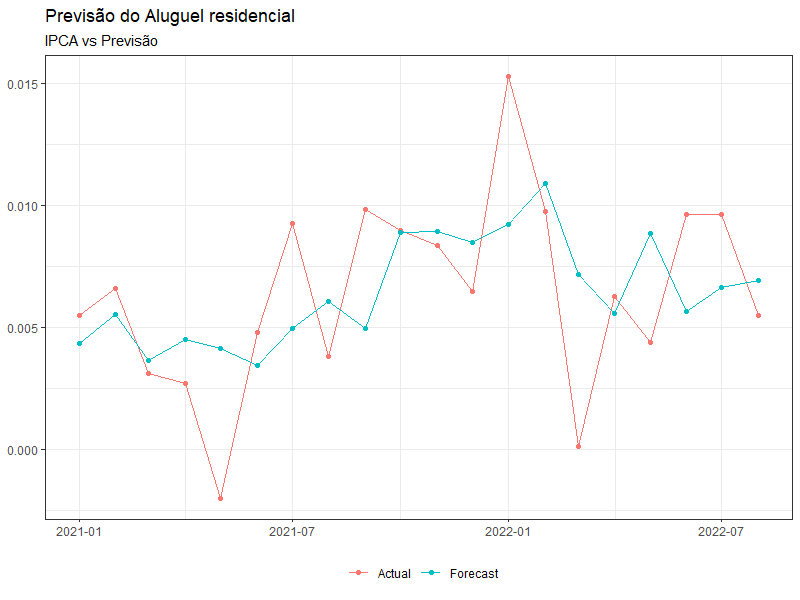 Previsão do Aluguel residencial
IPCA vs Previsão
0.015
0.010
0.005
0.000
2021-01 2021-07 2022-01 2022-07
Actual Forecast